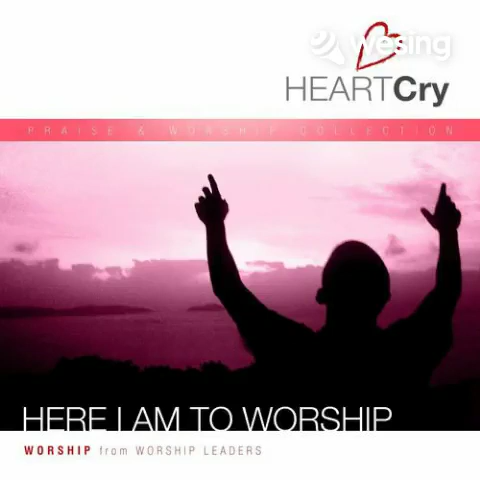 wesing
HEARTCry
PRAISE & WORSHIP COLLECTION
HERE I AM TO WORSHIP
WORSHIP from WORSHIP LEADERS